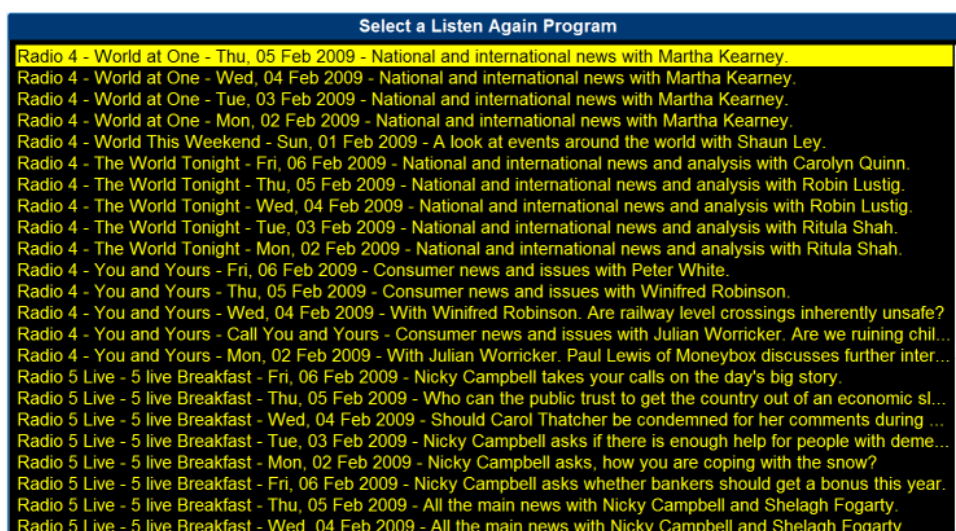 Select a Listen Again Program
Radio 4 - World at One - Thu, 05 Feb 2009 - National and international news with Martha Kearney.
Radio 4 - World at One - Wed, 04 Feb 2009 - National and international news with Martha Kearney.
Radio 4 - World at One - Tue, 03 Feb 2009 - National and international news with Martha Kearney.
Radio 4 - World at One - Mon, 02 Feb 2009 - National and international news with Martha Kearney.
Radio 4 - World This Weekend - Sun, 01 Feb 2009 - A look at events around the world with Shaun Ley.
Radio 4 - The World Tonight - Fri, 06 Feb 2009 - National and international news and analysis with Carolyn Quinn.
Radio 4 - The World Tonight - Thu, 05 Feb 2009 - National and international news and analysis with Robin Lustig.
Radio 4 - The World Tonight - Wed, 04 Feb 2009 - National and international news and analysis with Robin Lustig.
Radio 4 - The World Tonight - Tue, 03 Feb 2009 - National and international news and analysis with Ritula Shah.
Radio 4 - The World Tonight - Mon, 02 Feb 2009 - National and international news and analysis with Ritula Shah.
Radio 4 - You and Yours - Fri, 06 Feb 2009 - Consumer news and issues with Peter White.
Radio 4 - You and Yours - Thu, 05 Feb 2009 - Consumer news and issues with Winifred Robinson.
Radio 4 - You and Yours - Wed, 04 Feb 2009 - With Winifred Robinson. Are railway level crossings inherently unsafe?
Radio 4 - You and Yours - Call You and Yours - Consumer news and issues with Julian Worricker. Are we ruining chil...
Radio 4 - You and Yours - Mon, 02 Feb 2009 - With Julian Worricker. Paul Lewis of Moneybox discusses further inter...
Radio 5 Live - 5 live Breakfast - Fri, 06 Feb 2009 - Nicky Campbell takes your calls on the day's big story.
Radio 5 Live - 5 live Breakfast - Thu, 05 Feb 2009 - Who can the public trust to get the country out of an economic sl...
Radio 5 Live - 5 live Breakfast - Wed, 04 Feb 2009 - Should Carol Thatcher be condemned for her comments during ...
Radio 5 Live - 5 live Breakfast - Tue, 03 Feb 2009 - Nicky Campbell asks if there is enough help for people with deme...
Radio 5 Live - 5 live Breakfast - Mon, 02 Feb 2009 - Nicky Campbell asks, how you are coping with the snow?
Radio 5 Live - 5 live Breakfast - Fri, 06 Feb 2009 - Nicky Campbell asks whether bankers should get a bonus this year.
Radio 5 Live - 5 live Breakfast - Thu, 05 Feb 2009 - All the main news with Nicky Campbell and Shelagh Fogarty.
Radio 5 Live - 5 live Breakfast - Wed, 04 Feb 2009 - All the main news with Nicky Campbell and Shelagh Fogarty